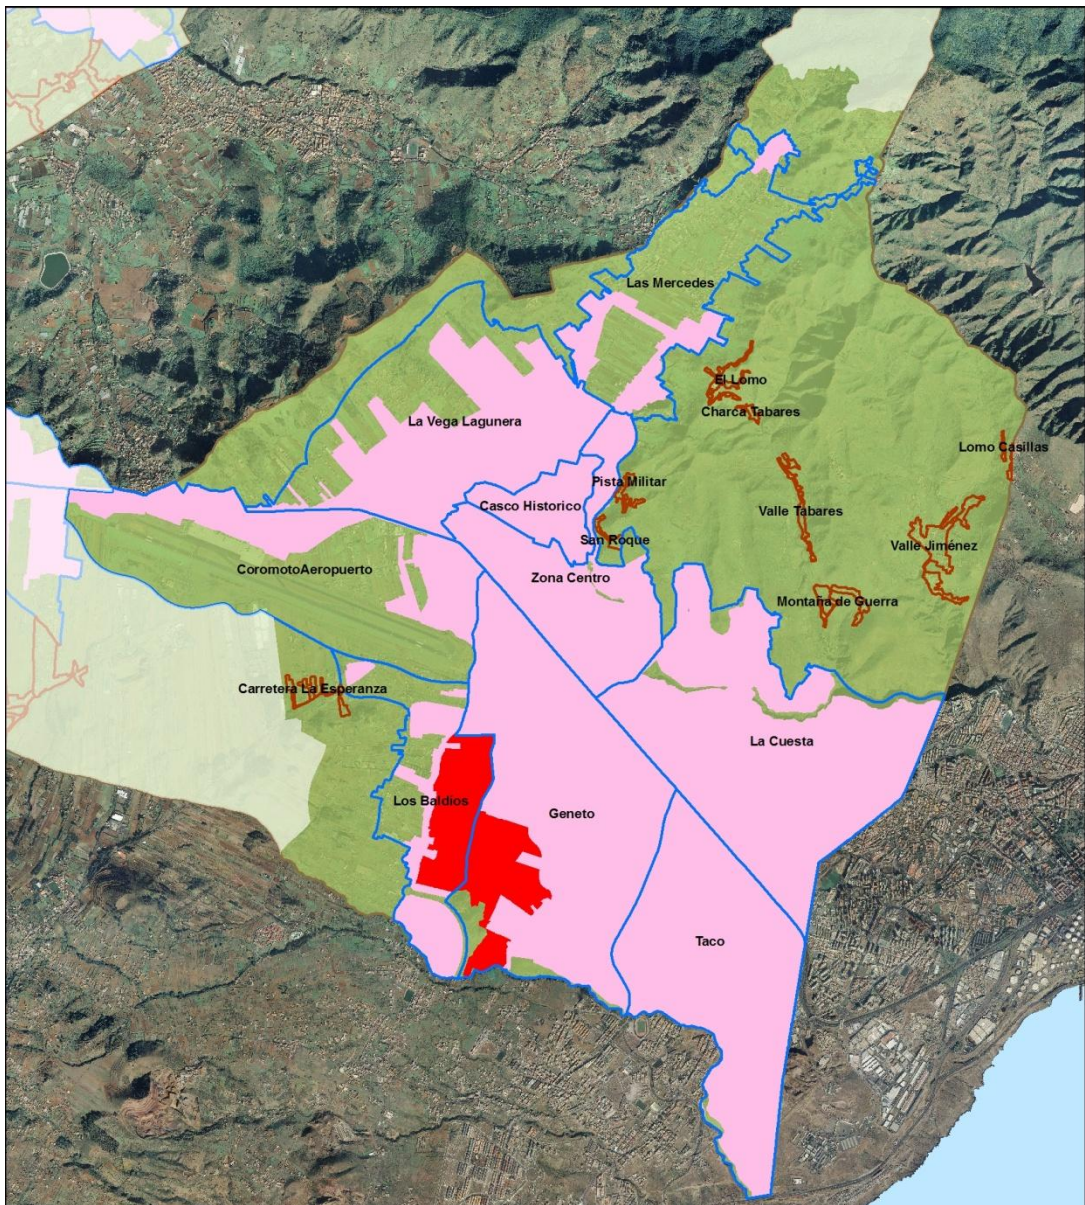 Las Mercedes
El Lomo
Charca Tabares
La Vega Lagunera
Lomo Casillas
Pista Militar
Casco Historico
Valle Tabares
San Roque
Valle Jiménez
CoromotoAeropuerto
Zona Centro
Montaña de Guerra
Carretera La Esperanza
La Cuesta
Los Baldios
Geneto
Taco